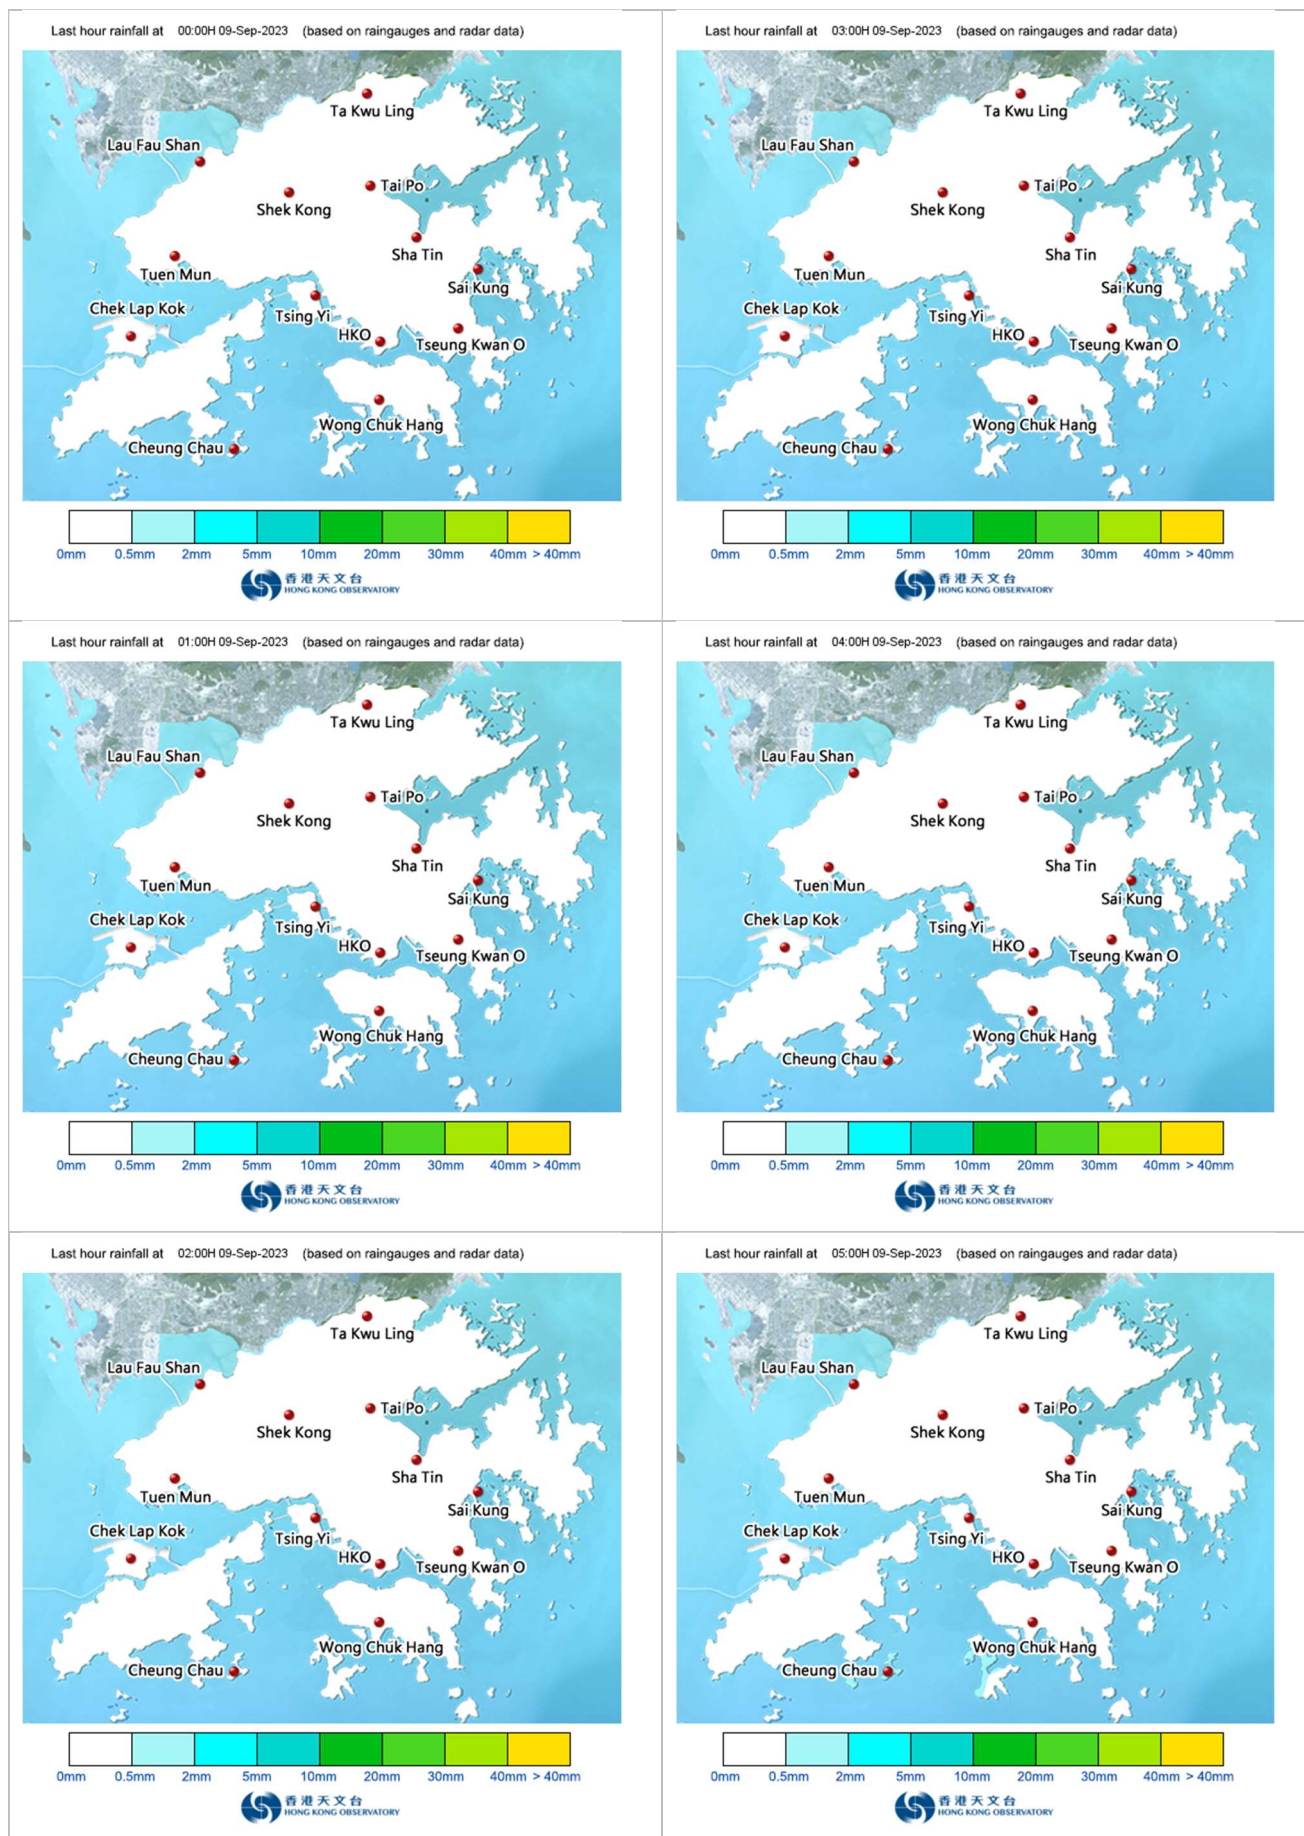 Last hour rainfall at 00:00H 09-Sep-2023 (based on raingauges and radar data)
Ta Kwu Ling
Lau Fau Shan
Tai Po
Shek Kong
Sha Tin
Tuen Mun
Sai Kung
Chek Lap Kok
Tsing Yi
HKO
Tseung Kwan O
Wong Chuk Hang
Cheung Chau
0mm 0.5mm 2mm 5mm 10mm 20mm 30mm 40mm > 40mm
香港天文台
HONG KONG OBSERVATORY
Last hour rainfall at 03:00H 09-Sep-2023 (based on raingauges and radar data)
Ta Kwu Ling
Lau Fau Shan
Tai Po
Shek Kong
Sha Tin
Tuen Mun
Sai Kung
Chek Lap Kok
Tsing Yi
HKO
Tseung Kwan O
Wong Chuk Hang
Cheung Chau
0mm 0.5mm 2mm 5mm 10mm 20mm 30mm 40mm > 40mm
香港天文台
HONG KONG OBSERVATORY
Last hour rainfall at 01:00H 09-Sep-2023 (based on raingauges and radar data)
Ta Kwu Ling
Lau Fau Shan
Tai Po
Shek Kong
Sha Tin
Tuen Mun
Sai Kung
Chek Lap Kok
Tsing Yi
HKO
Tseung Kwan O
Wong Chuk Hang
Cheung Chau
0mm 0.5mm 2mm 5mm 10mm 20mm 30mm 40mm > 40mm
香港天文台
HONG KONG OBSERVATORY
Last hour rainfall at 04:00H 09-Sep-2023 (based on raingauges and radar data)
Ta Kwu Ling
Lau Fau Shan
Tai Po
Shek Kong
Sha Tin
Tuen Mun
Sai Kung
Chek Lap Kok
Tsing Yi
HKO
Tseung Kwan O
Wong Chuk Hang
Cheung Chau
0mm 0.5mm 2mm 5mm 10mm 20mm 30mm 40mm > 40mm
香港天文台
HONG KONG OBSERVATORY
Last hour rainfall at 02:00H 09-Sep-2023 (based on raingauges and radar data)
Ta Kwu Ling
Lau Fau Shan
Tai Po
Shek Kong
Sha Tin
Tuen Mun
Sai Kung
Chek Lap Kok
Tsing Yi
HKO
Tseung Kwan O
Wong Chuk Hang
Cheung Chau
0mm 0.5mm 2mm 5mm 10mm 20mm 30mm 40mm > 40mm
香港天文台
HONG KONG OBSERVATORY
Last hour rainfall at 05:00H 09-Sep-2023 (based on raingauges and radar data)
Ta Kwu Ling
Lau Fau Shan
Tai Po
Shek Kong
Sha Tin
Tuen Mun
Sai Kung
Chek Lap Kok
Tsing Yi
HKO
Tseung Kwan O
Wong Chuk Hang
Cheung Chau
0mm 0.5mm 2mm 5mm 10mm 20mm 30mm 40mm > 40mm
香港天文台
HONG KONG OBSERVATORY